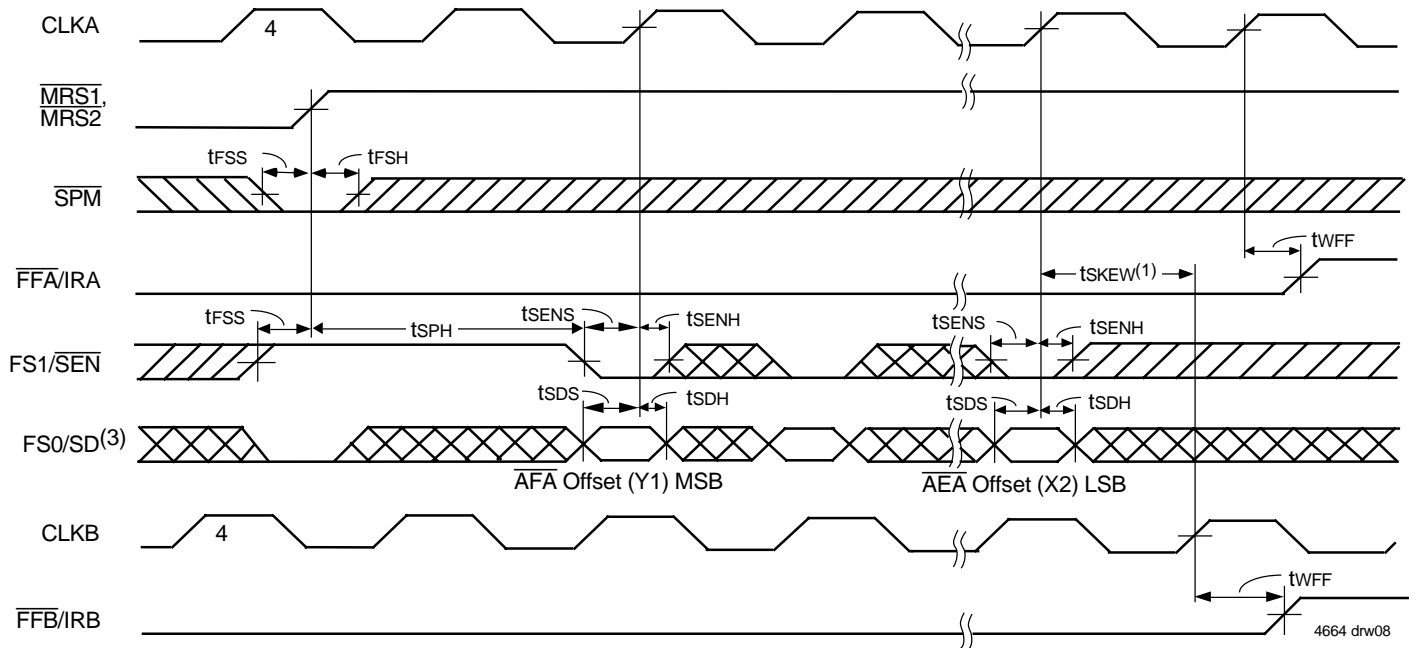 CLKA
4
MRS1,
MRS2
tFSS
tFSH
SPM
tWFF
FFA/IRA
tSKEW(1)
tFSS
tSPH
tSENS
tSENH
tSENS
tSENH
FS1/SEN
tSDS
tSDH
tSDS
tSDH
FS0/SD(3)
AFA Offset (Y1) MSB
AEA Offset (X2) LSB
CLKB
4
tWFF
FFB/IRB
4664 drw08